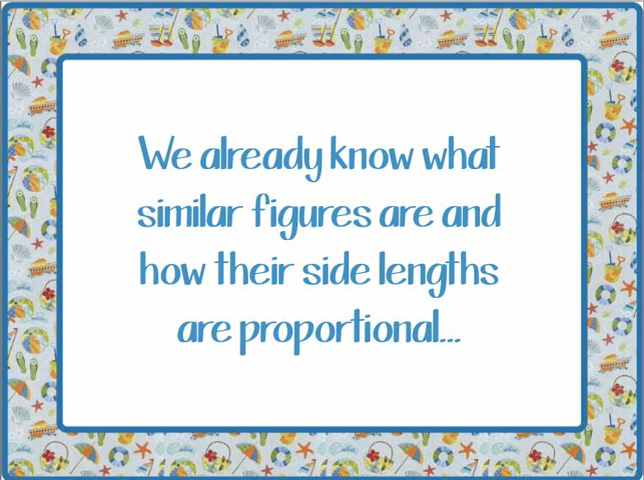 We already know what
similar figures are and
how their side lengths
are proportional...